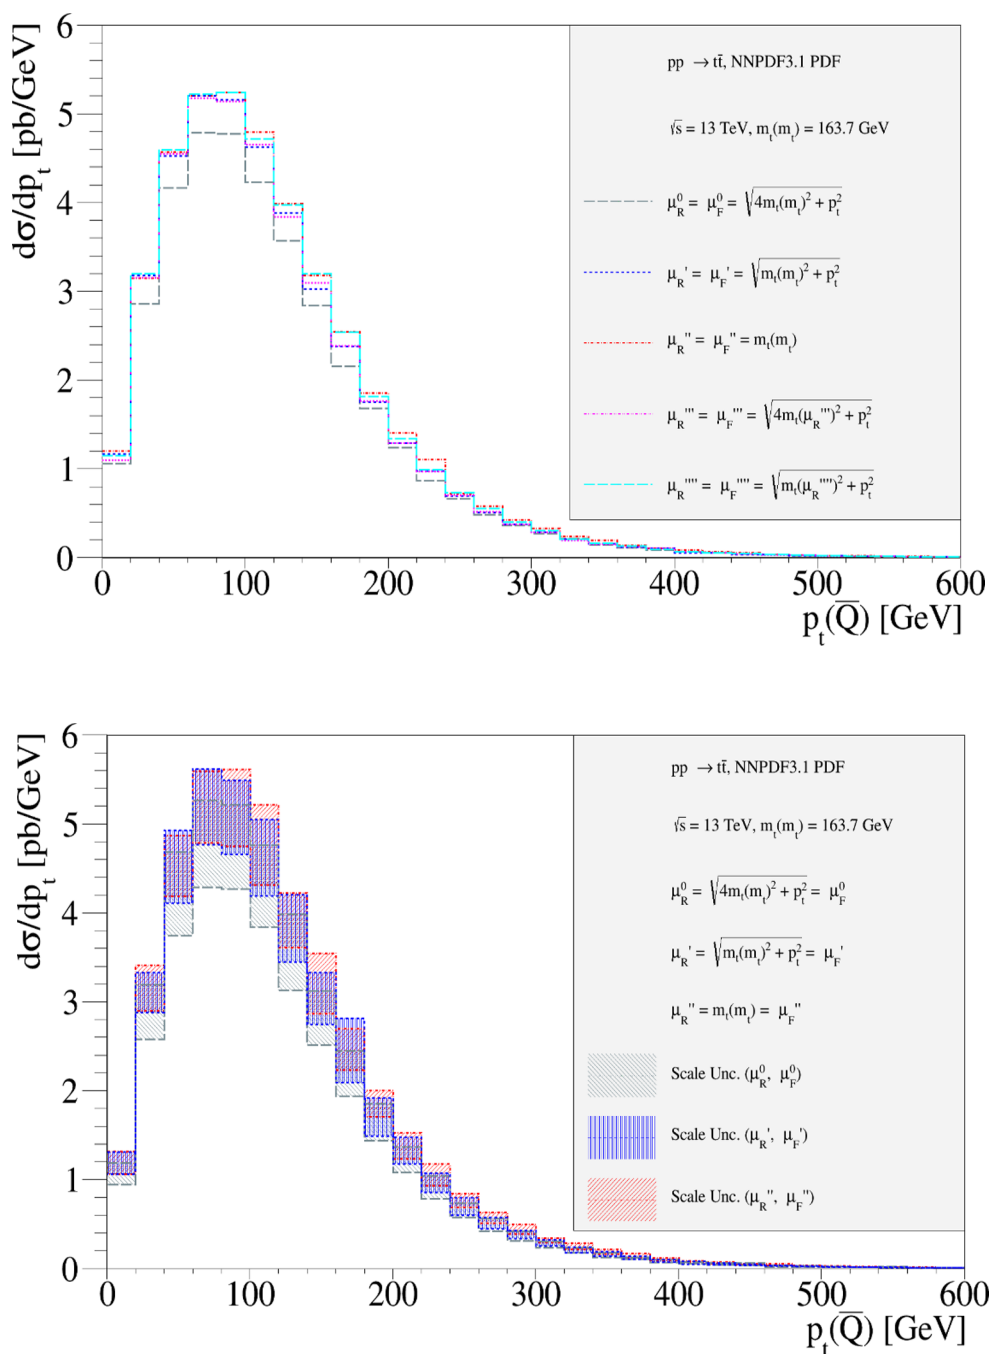 6
5
4
3
2
1
0
dσ/dp_t [pb/GeV]
pp → tt̄, NNPDF3.1 PDF
√s = 13 TeV, m_t(m_t) = 163.7 GeV
μ_R^0 = μ_F^0 = √(4m_t(m_t)^2 + p_t^2)
μ_R' = μ_F' = √(m_t(m_t)^2 + p_t^2)
μ_R'' = μ_F'' = m_t(m_t)
μ_R''' = μ_F''' = √(4m_t(μ_R''')^2 + p_t^2)
μ_R'''' = μ_F'''' = √(m_t(μ_R'''')^2 + p_t^2)
0 100 200 300 400 500 600
p_t(Q̅) [GeV]
6
5
4
3
2
1
0
dσ/dp_t [pb/GeV]
pp → tt̄, NNPDF3.1 PDF
√s = 13 TeV, m_t(m_t) = 163.7 GeV
μ_R^0 = √(4m_t(m_t)^2 + p_t^2) = μ_F^0
μ_R' = √(m_t(m_t)^2 + p_t^2) = μ_F'
μ_R'' = m_t(m_t) = μ_F''
Scale Unc. (μ_R^0, μ_F^0)
Scale Unc. (μ_R', μ_F')
Scale Unc. (μ_R'', μ_F'')
0 100 200 300 400 500 600
p_t(Q̅) [GeV]